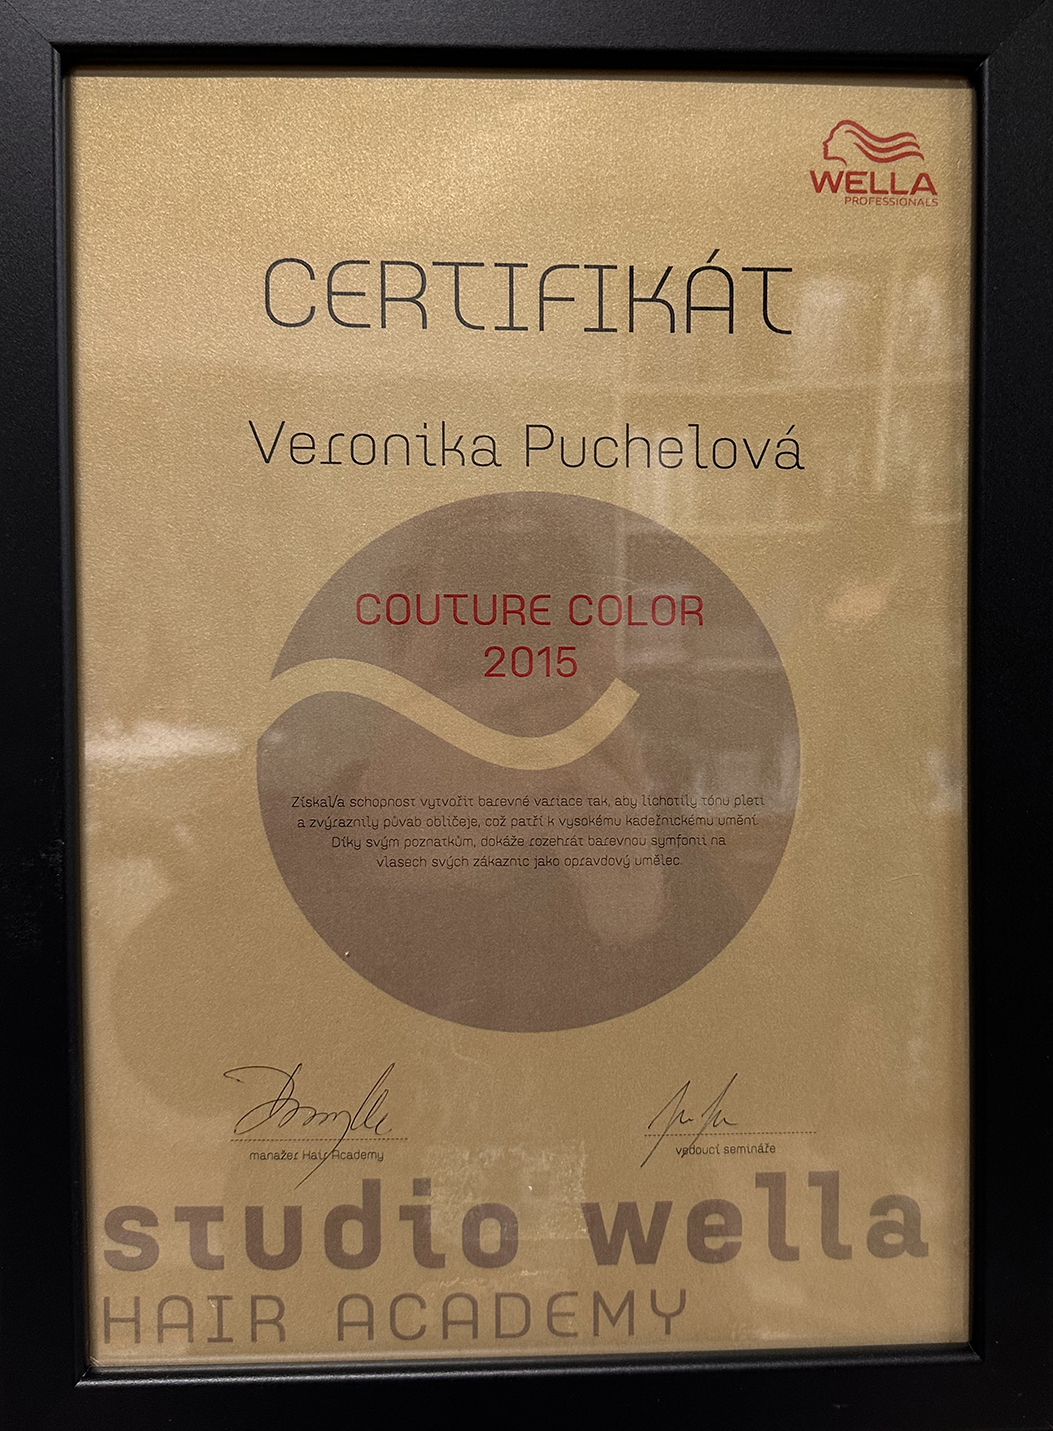 WELLA
PROFESSIONALS
CERTIFIKÁT
Veronika Puchelová
COUTURE COLOR
2015
Získal/a schopnost vytvořit barevné variace tak, aby lichotily tónu pleti
a zvýraznily půvab obličeje, což patří k vysokému kadeřnickému umění.
Díky svým poznatkům, dokáže rozehrát barevnou symfonii na
vlasech svých zákaznic jako opravdový umělec.
manažer Hair Academy
vedoucí semináře
studio wella
HAIR ACADEMY